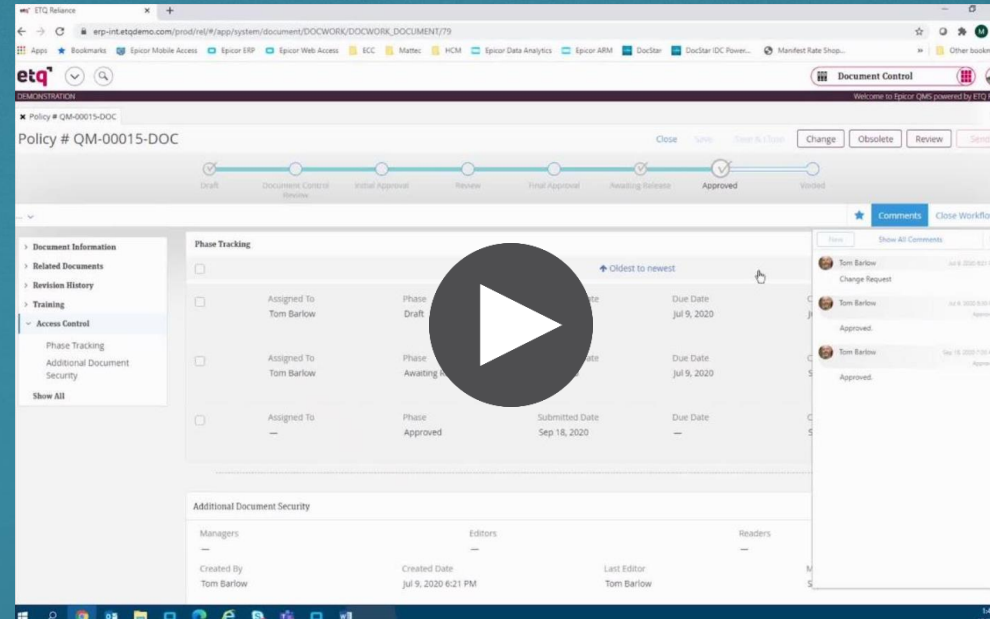 etq ETQ Reliance
erp-int.etqdemo.com/prod/rel/#/app/system/document/DOCWORK/DOCWORK_DOCUMENT/79
Apps Bookmarks Epicor Mobile Access Epicor ERP Epicor Web Access ECC Mattec HCM Epicor Data Analytics Epicor ARM DocStar DocStar IDC Power... Manifest Rate Shop... Other bookm
etq Document Control
DEMONSTRATION Welcome to Epicor QMS powered by ETQ
Policy # QM-00015-DOC
Policy # QM-00015-DOC Close Save Save & Close Change Obsolete Review Send
Draft Document Control Review Initial Approval Review Final Approval Awaiting Release Approved Voided
Comments Close Workflo
Document Information
Related Documents
Revision History
Training
Access Control
Phase Tracking
Additional Document
Security
Show All
Phase Tracking
Oldest to newest
Assigned To Phase Due Date
Tom Barlow Draft Jul 9, 2020
Assigned To Phase Due Date
Tom Barlow Awaiting Jul 9, 2020
Assigned To Phase Submitted Date Due Date
— Approved Sep 18, 2020 —
Additional Document Security
Managers Editors Readers
— — —
Created By Created Date Last Editor
Tom Barlow Jul 9, 2020 6:21 PM Tom Barlow
New Show All Comments
Tom Barlow
Change Request
Tom Barlow
Approved.
Tom Barlow
Approved.